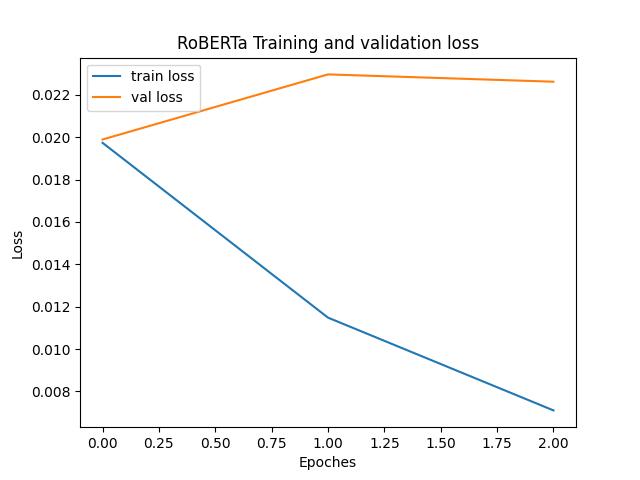 RoBERTa Training and validation loss
train loss
val loss
0.022
0.020
0.018
0.016
0.014
0.012
0.010
0.008
Loss
0.00 0.25 0.50 0.75 1.00 1.25 1.50 1.75 2.00
Epoches